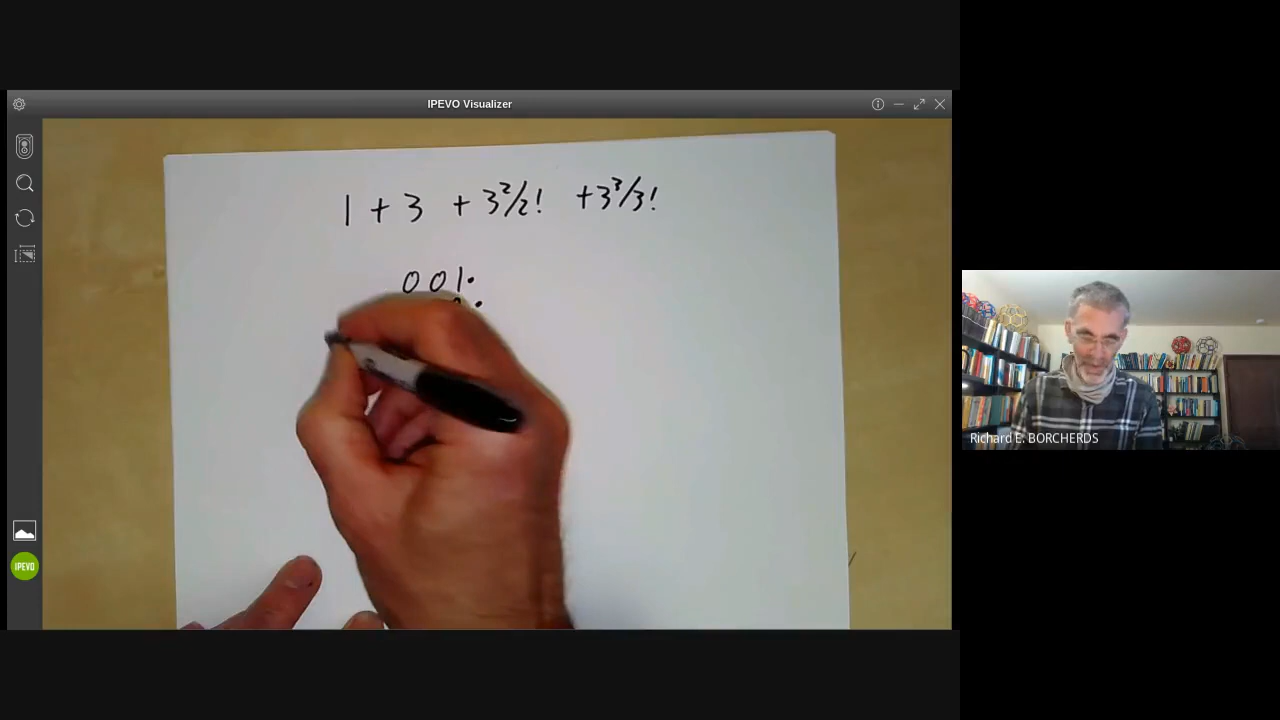 IPEVO Visualizer
1 + 3 + 3²/2! + 3³/3!
0 0 1.
IPEVO
Richard E. BORCHERDS